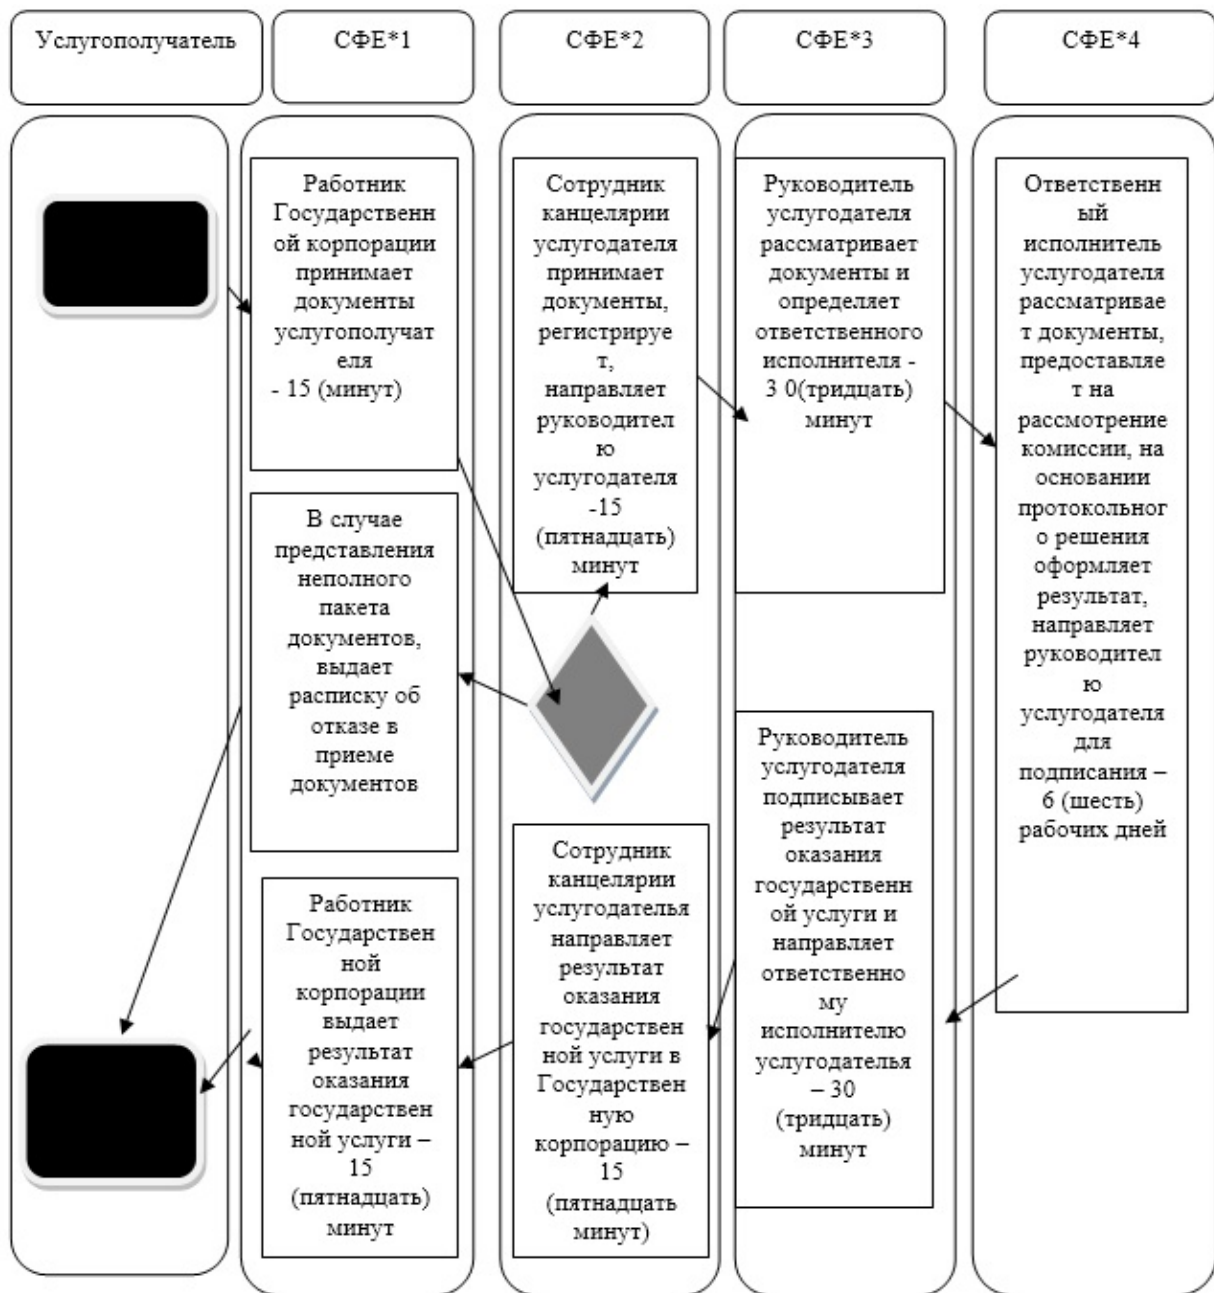 Услугополучатель
СФЕ*1
СФЕ*2
СФЕ*3
СФЕ*4
Работник
Государственн
ой корпорации
принимает
документы
услугополучат
еля
- 15 (минут)
В случае
представления
неполного
пакета
документов,
выдает
расписку об
отказе в
приеме
документов
Работник
Государствен
ной
корпорации
выдает
результат
оказания
государствен
ной услуги –
15
(пятнадцать)
минут
Сотрудник
канцелярии
услугодателя
принимает
документы,
регистрируе
т,
направляет
руководител
ю
услугодателя
-15
(пятнадцать)
минут
Сотрудник
канцелярии
услугодателья
направляет
результат
оказания
государствен
ной услуги в
Государствен
ную
корпорацию –
15
(пятнадцать
минут)
Руководитель
услугодателя
рассматривает
документы и
определяет
ответственного
исполнителя -
3 0(тридцать)
минут
Руководитель
услугодателя
подписывает
результат
оказания
государственн
ой услуги и
направляет
ответственно
му
исполнителю
услугодателья
– 30
(тридцать)
минут
Ответственн
ый
исполнитель
услугодателя
рассматривае
т документы,
предоставляе
т на
рассмотрение
комиссии, на
основании
протокольног
о решения
оформляет
результат,
направляет
руководител
ю
услугодателя
для
подписания –
6 (шесть)
рабочих дней